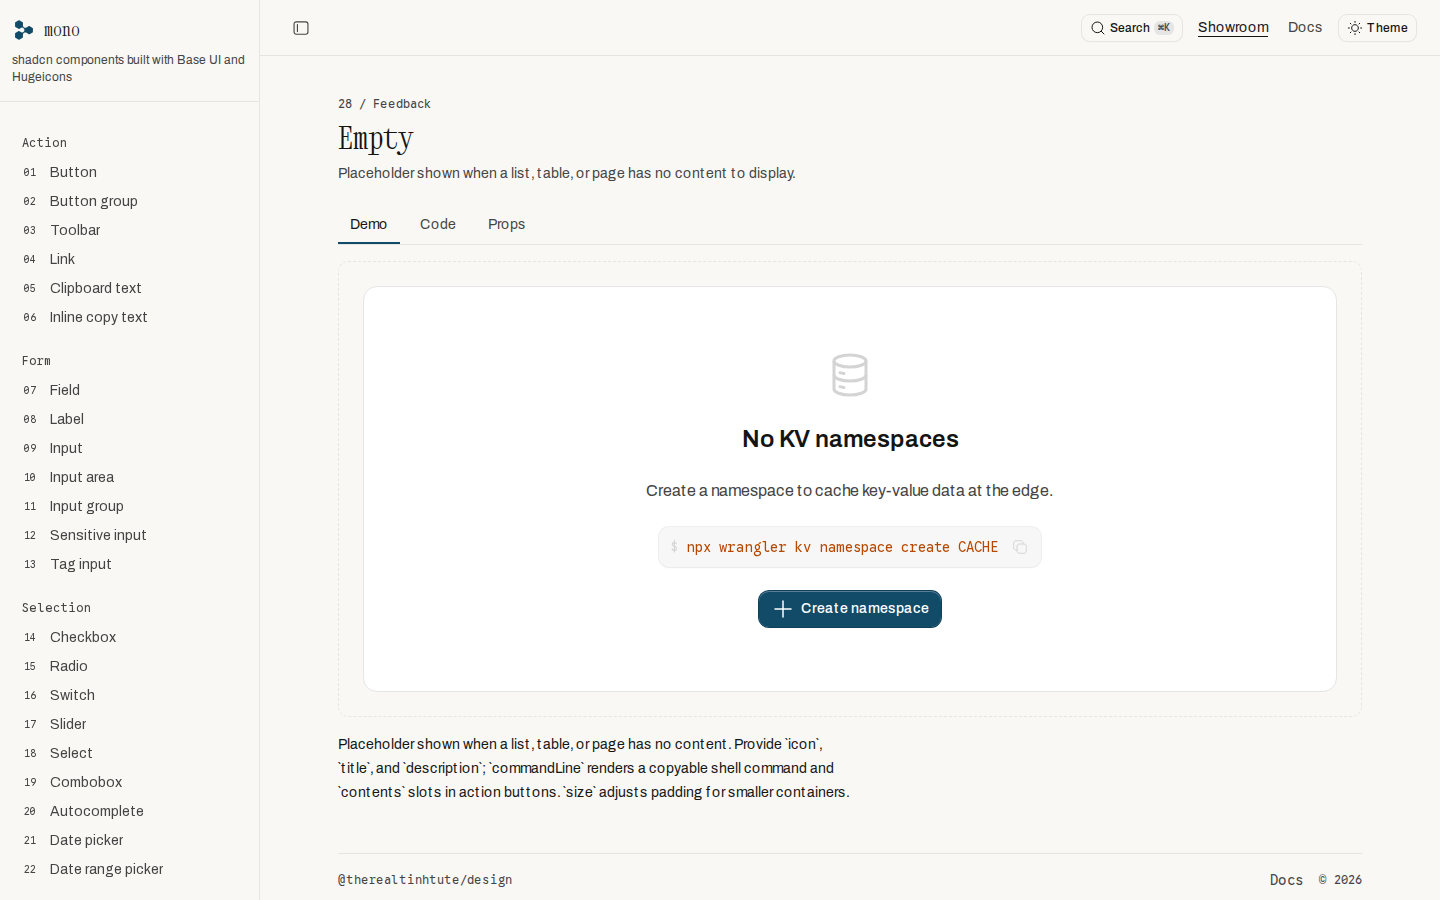 mono
shadcn components built with Base UI and
Hugeicons
Action
01 Button
02 Button group
03 Toolbar
04 Link
05 Clipboard text
06 Inline copy text
Form
07 Field
08 Label
09 Input
10 Input area
11 Input group
12 Sensitive input
13 Tag input
Selection
14 Checkbox
15 Radio
16 Switch
17 Slider
18 Select
19 Combobox
20 Autocomplete
21 Date picker
22 Date range picker
Search ⌘K Showroom Docs Theme
28 / Feedback
Empty
Placeholder shown when a list, table, or page has no content to display.
Demo Code Props
No KV namespaces
Create a namespace to cache key-value data at the edge.
$ npx wrangler kv namespace create CACHE
Create namespace
Placeholder shown when a list, table, or page has no content. Provide `icon`,
`title`, and `description`; `commandLine` renders a copyable shell command and
`contents` slots in action buttons. `size` adjusts padding for smaller containers.
@therealtinhtute/design Docs © 2026